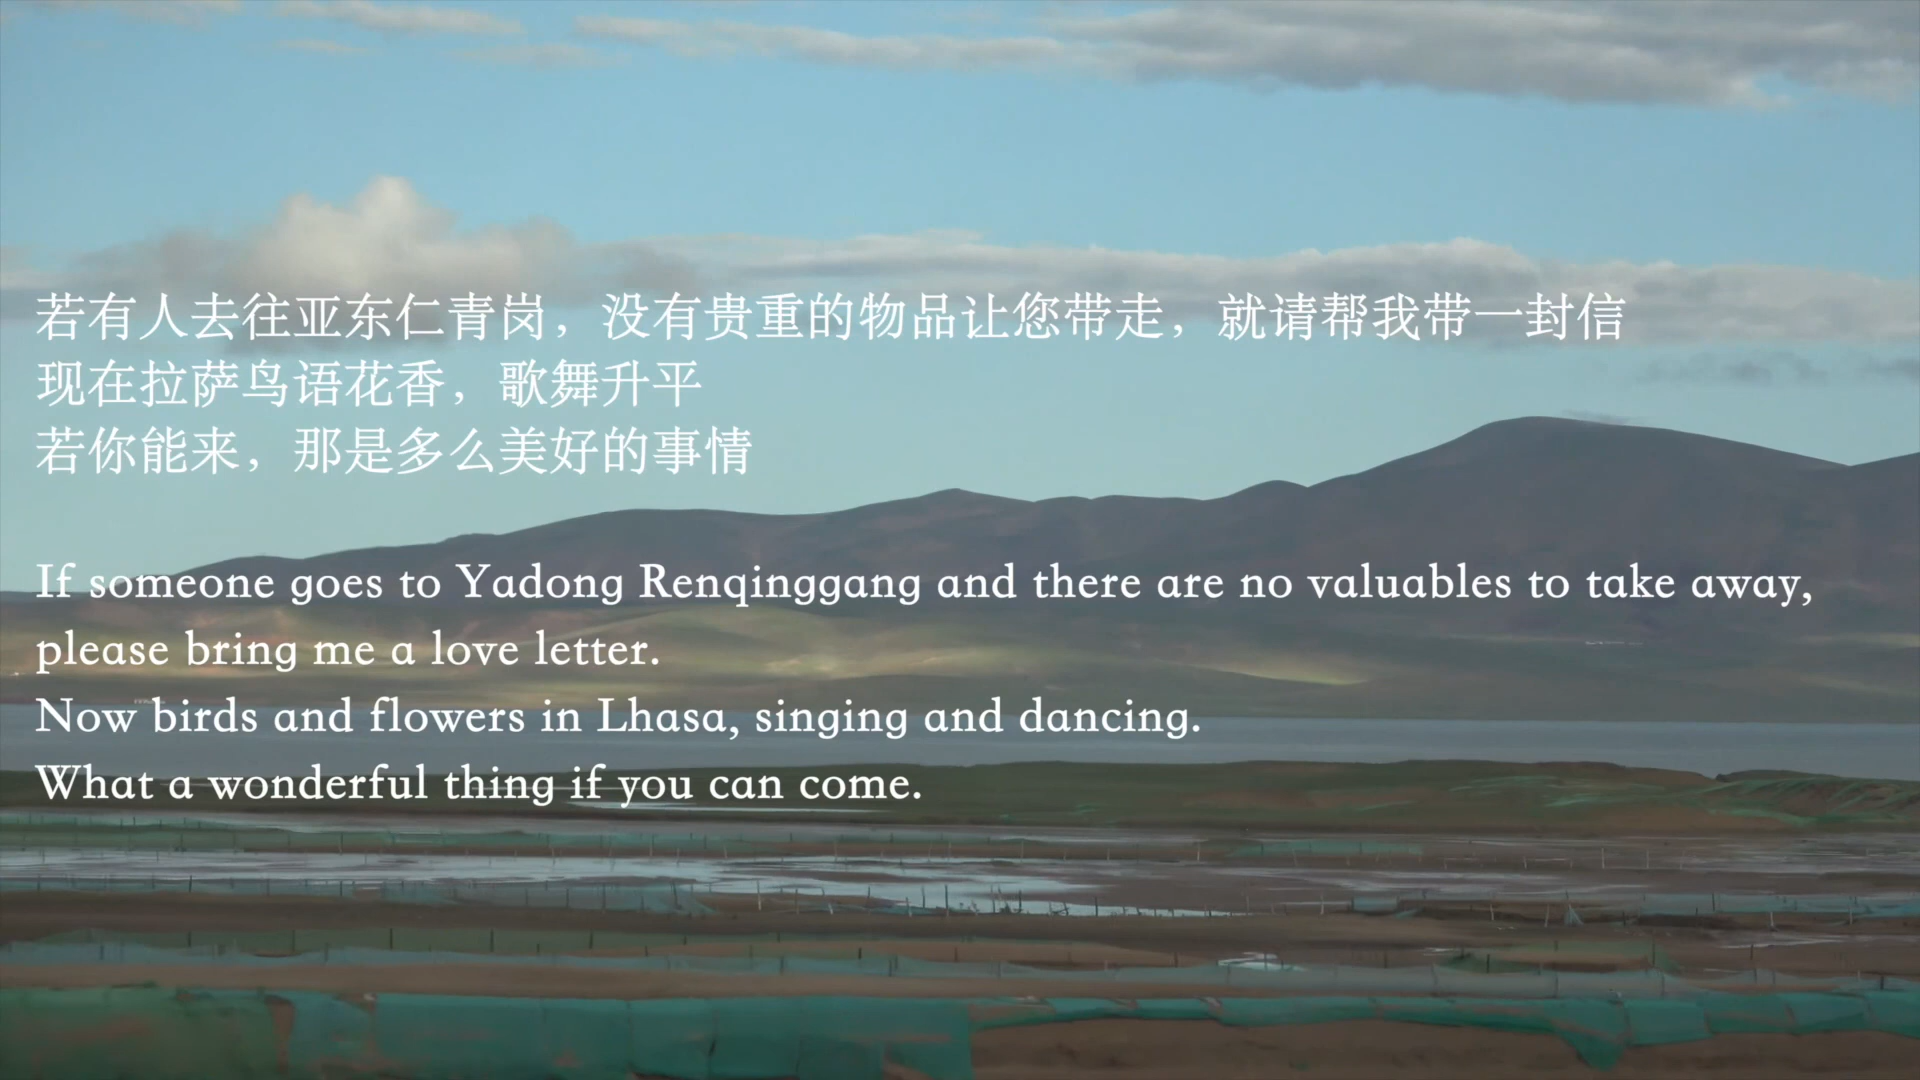 若有人去往亚东仁青岗，没有贵重的物品让您带走，就请帮我带一封信
现在拉萨鸟语花香，歌舞升平
若你能来，那是多么美好的事情
If someone goes to Yadong Renqinggang and there are no valuables to take away,
please bring me a love letter.
Now birds and flowers in Lhasa, singing and dancing.
What a wonderful thing if you can come.